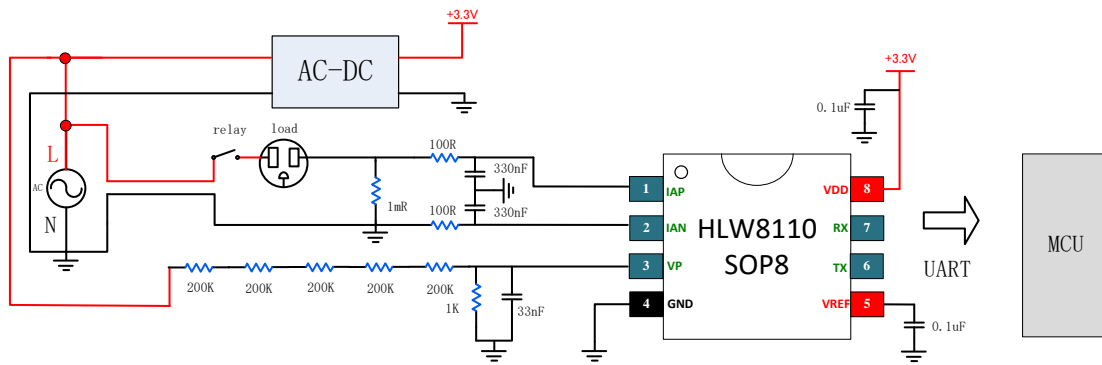 +3.3V
AC-DC
+3.3V
0.1uF
relay
load
100R
L
330nF
1 IAP
VDD 8
AC
330nF
1mR
N
100R
2 IAN
HLW8110
RX 7
MCU
SOP8
3 VP
TX 6
UART
200K
200K
200K
200K
200K
1K
33nF
4 GND
VREF 5
0.1uF